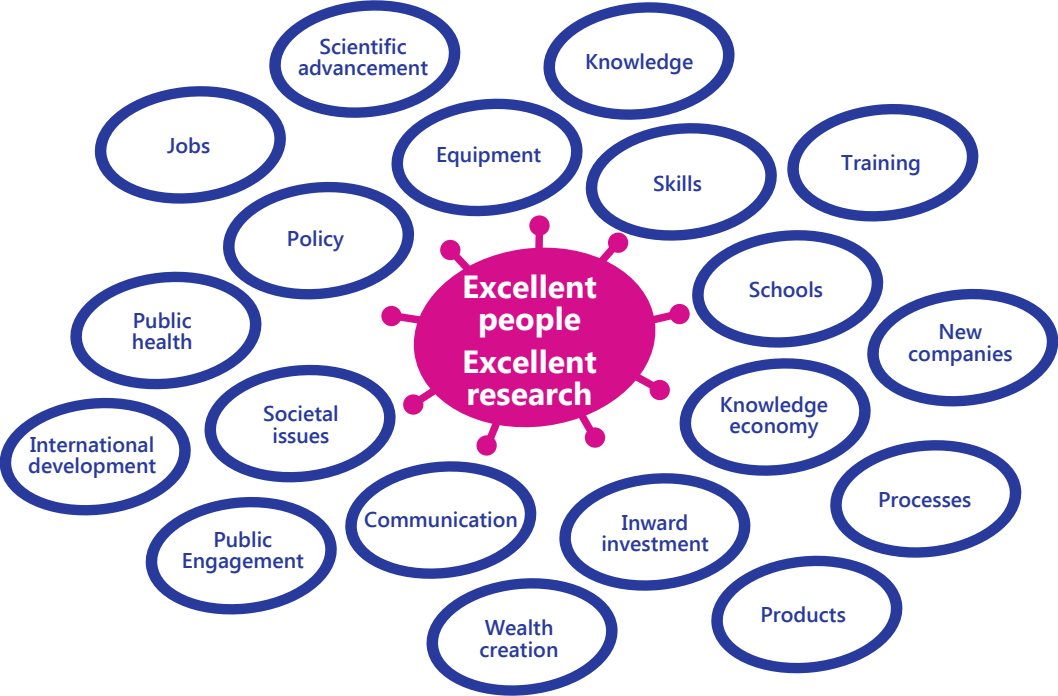 Scientific
advancement
Knowledge
Jobs
Equipment
Training
Skills
Policy
Excellent
people
Excellent
research
Schools
Public
health
New
companies
Societal
issues
Knowledge
economy
International
development
Processes
Communication
Inward
investment
Public
Engagement
Products
Wealth
creation